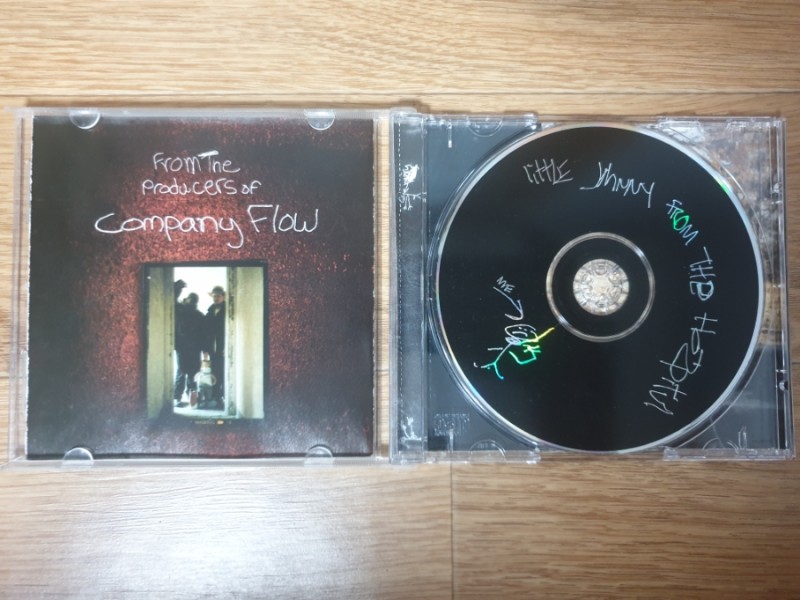 From The
Producers of
Company Flow
Little Johnny From The Hospital
ME